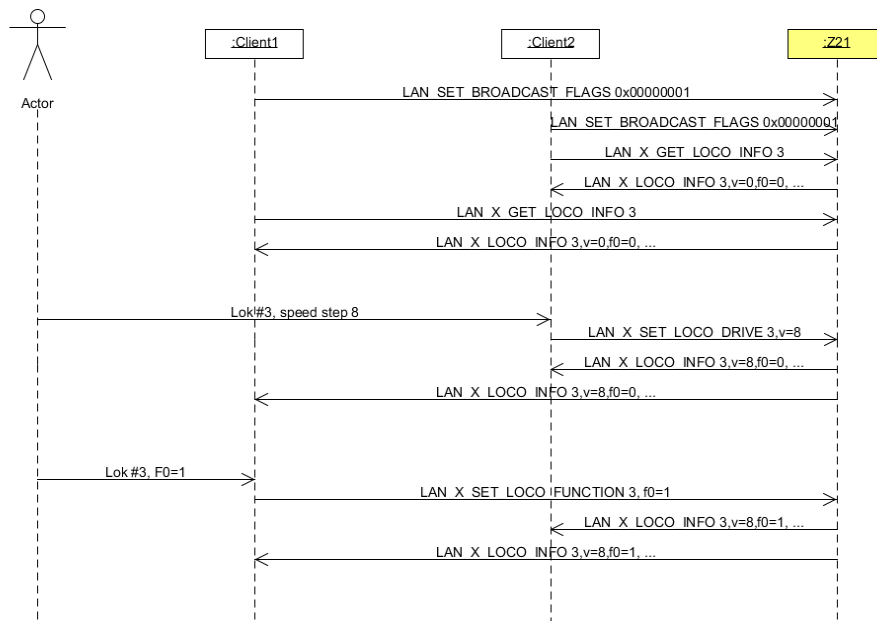 :Client1
:Client2
:Z21
Actor
LAN_SET_BROADCAST_FLAGS 0x00000001
LAN_SET_BROADCAST_FLAGS 0x00000001
LAN_X_GET_LOCO_INFO 3
LAN_X_LOCO_INFO 3,v=0,f0=0, ...
LAN_X_GET_LOCO_INFO 3
LAN_X_LOCO_INFO 3,v=0,f0=0, ...
Lok #3, speed step 8
LAN_X_SET_LOCO_DRIVE 3,v=8
LAN_X_LOCO_INFO 3,v=8,f0=0, ...
LAN_X_LOCO_INFO 3,v=8,f0=0, ...
Lok #3, F0=1
LAN_X_SET_LOCO_FUNCTION 3, f0=1
LAN_X_LOCO_INFO 3,v=8,f0=1, ...
LAN_X_LOCO_INFO 3,v=8,f0=1, ...